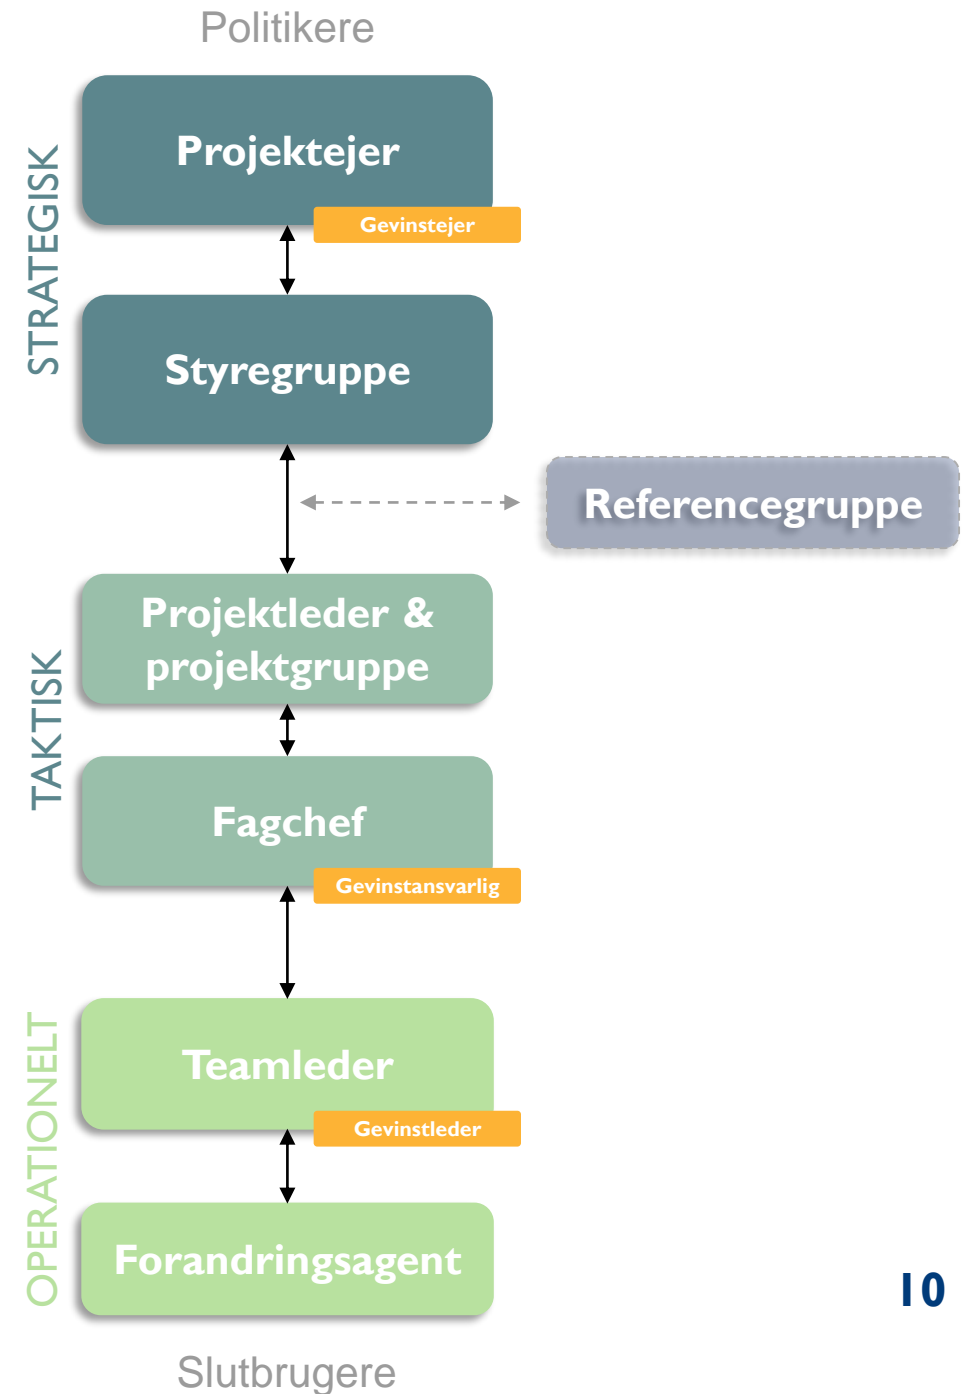 Politikere
STRATEGISK
Projektejer
Gevinstejer
Styregruppe
Referencegruppe
TAKTISK
Projektleder &
projektgruppe
Fagchef
Gevinstansvarlig
OPERATIONELT
Teamleder
Gevinstleder
Forandringsagent
10
Slutbrugere